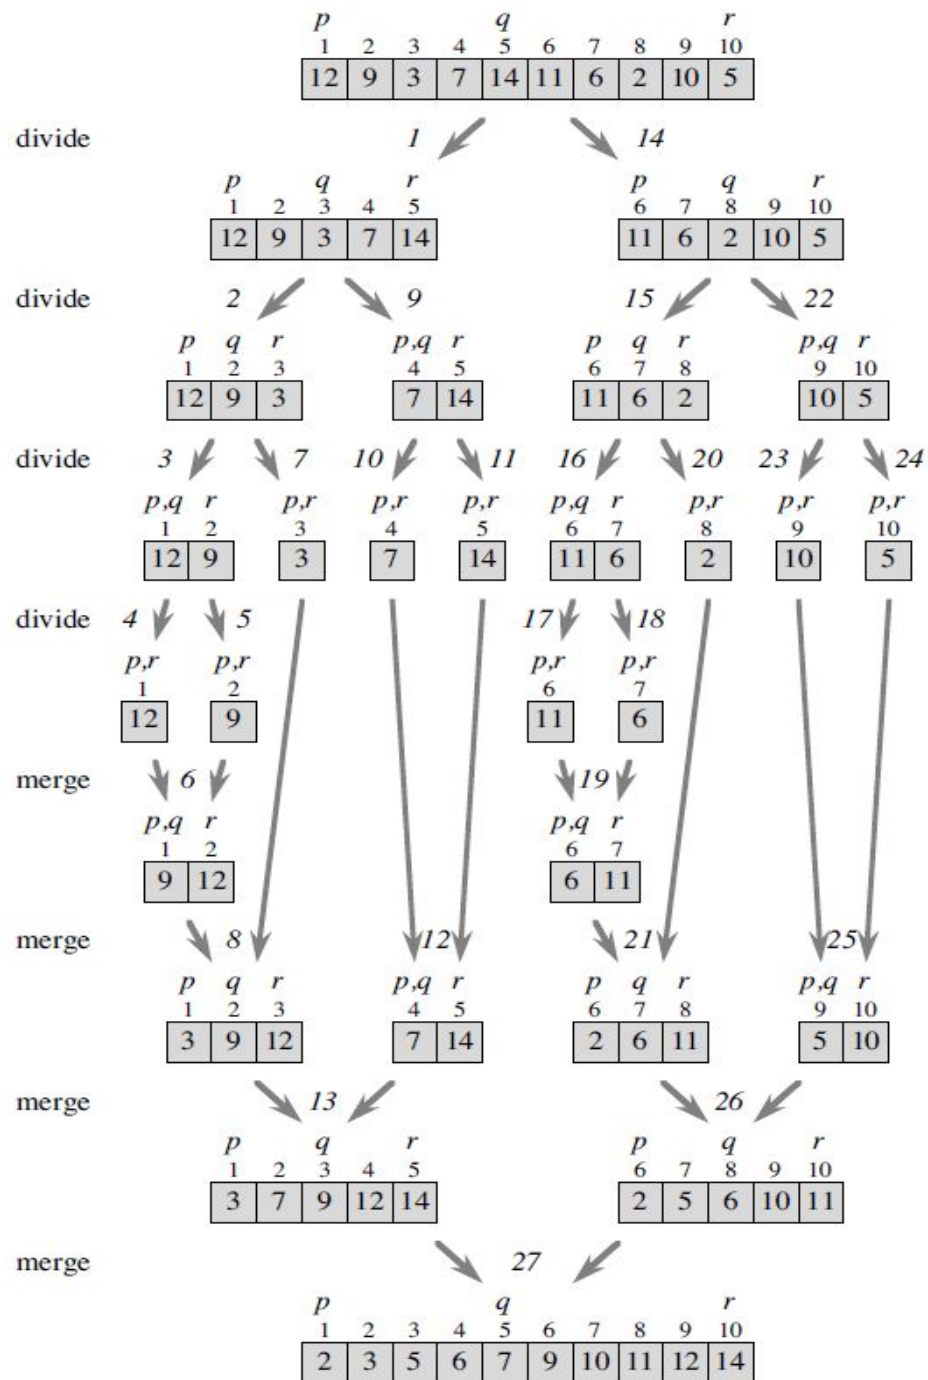 p q r
1 2 3 4 5 6 7 8 9 10
12 9 3 7 14 11 6 2 10 5
divide 1 14
p q r p q r
1 2 3 4 5 6 7 8 9 10
12 9 3 7 14 11 6 2 10 5
divide 2 9 15 22
p q r p,q r p q r p,q r
1 2 3 4 5 6 7 8 9 10
12 9 3 7 14 11 6 2 10 5
divide 3 7 10 11 16 20 23 24
p,q r p,r p,r p,r p,q r p,r p,r p,r
1 2 3 4 5 6 7 8 9 10
12 9 3 7 14 11 6 2 10 5
divide 4 5 17 18
p,r p,r p,r p,r
1 2 6 7
12 9 11 6
merge 6 19
p,q r p,q r
1 2 6 7
9 12 6 11
merge 8 12 21 25
p q r p,q r p q r p,q r
1 2 3 4 5 6 7 8 9 10
3 9 12 7 14 2 6 11 5 10
merge 13 26
p q r p q r
1 2 3 4 5 6 7 8 9 10
3 7 9 12 14 2 5 6 10 11
merge 27
p q r
1 2 3 4 5 6 7 8 9 10
2 3 5 6 7 9 10 11 12 14